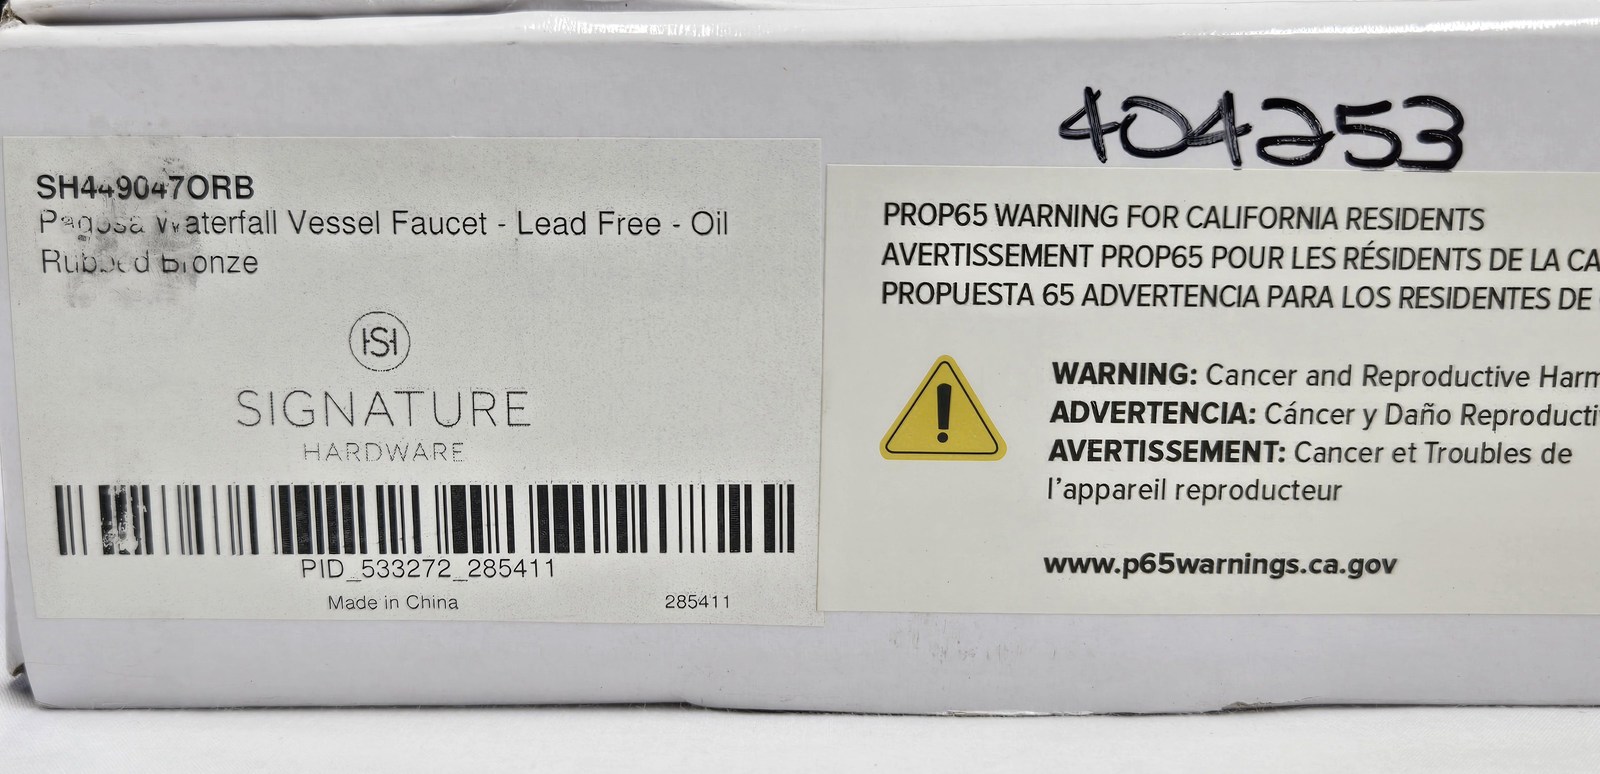 404253
SH449047ORB
Pagosa Waterfall Vessel Faucet - Lead Free - Oil
Rubbed Bronze
SH
SIGNATURE
HARDWARE
PID_533272_285411
Made in China
285411
PROP65 WARNING FOR CALIFORNIA RESIDENTS
AVERTISSEMENT PROP65 POUR LES RÉSIDENTS DE LA CA
PROPUESTA 65 ADVERTENCIA PARA LOS RESIDENTES DE
WARNING: Cancer and Reproductive Harm
ADVERTENCIA: Cáncer y Daño Reproducti
AVERTISSEMENT: Cancer et Troubles de
l'appareil reproducteur
www.p65warnings.ca.gov